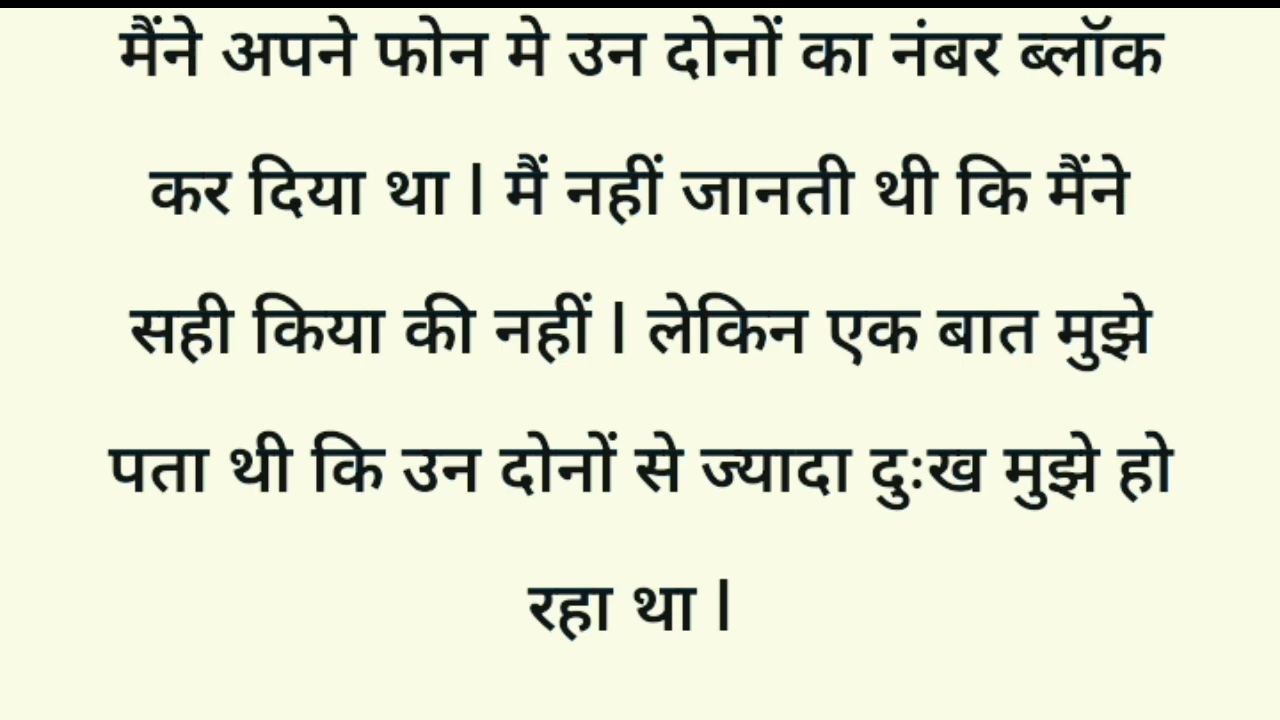 मैंने अपने फोन मे उन दोनों का नंबर ब्लॉक
कर दिया था । मैं नहीं जानती थी कि मैंने
सही किया की नहीं । लेकिन एक बात मुझे
पता थी कि उन दोनों से ज्यादा दुःख मुझे हो
रहा था ।